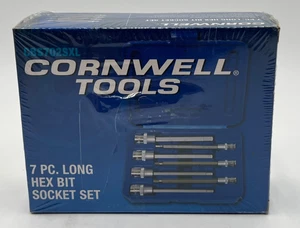 CORNWELL®
TOOLS
7 PC. LONG
HEX BIT
SOCKET SET